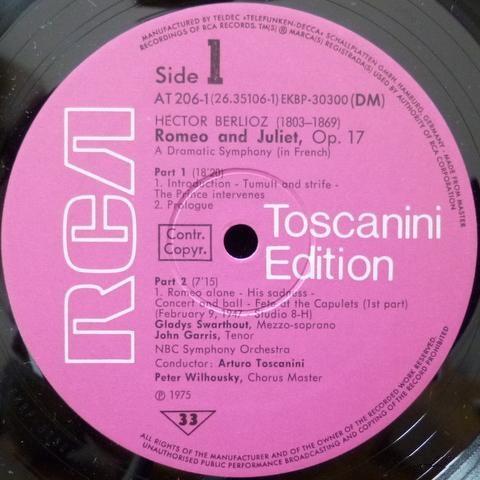 MANUFACTURED BY TELDEC »TELEFUNKEN-DECCA« SCHALLPLATTEN GMBH, HAMBURG, GERMANY - MADE FROM MASTER
RECORDINGS OF RCA RECORDS. TM(S) ® MARCA(S) REGISTRADA(S) USED BY AUTHORITY OF RCA CORPORATION
Side 1
AT 206-1(26.35106-1)EKBP-30300(DM)
HECTOR BERLIOZ (1803–1869)
Romeo and Juliet, Op. 17
A Dramatic Symphony (in French)
Part 1 (18'20)
1. Introduction - Tumult and strife -
The Prince intervenes
2. Prologue
RCA
Contr.
Copyr.
Toscanini
Edition
Part 2 (7'15)
1. Romeo alone - His sadness -
Concert and ball - Fete at the Capulets (1st part)
(February 9, 1947 - Studio 8-H)
Gladys Swarthout, Mezzo-soprano
John Garris, Tenor
NBC Symphony Orchestra
Conductor: Arturo Toscanini
Peter Wilhousky, Chorus Master
℗ 1975
33
ALL RIGHTS OF THE MANUFACTURER AND OF THE OWNER OF THE RECORDED WORK RESERVED.
UNAUTHORISED PUBLIC PERFORMANCE BROADCASTING AND COPYING OF THE RECORD PROHIBITED